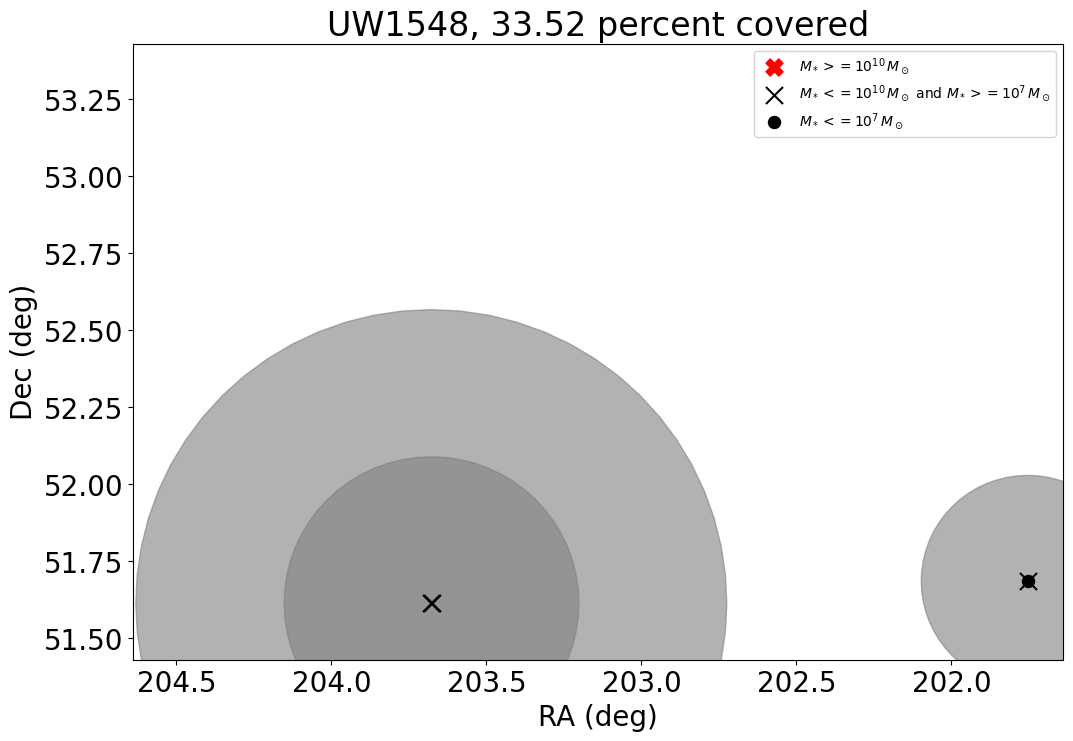 UW1548, 33.52 percent covered
M* >= 10^10 M⊙
M* <= 10^10 M⊙ and M* >= 10^7 M⊙
M* <= 10^7 M⊙
53.25
53.00
52.75
52.50
52.25
52.00
51.75
51.50
Dec (deg)
204.5 204.0 203.5 203.0 202.5 202.0
RA (deg)